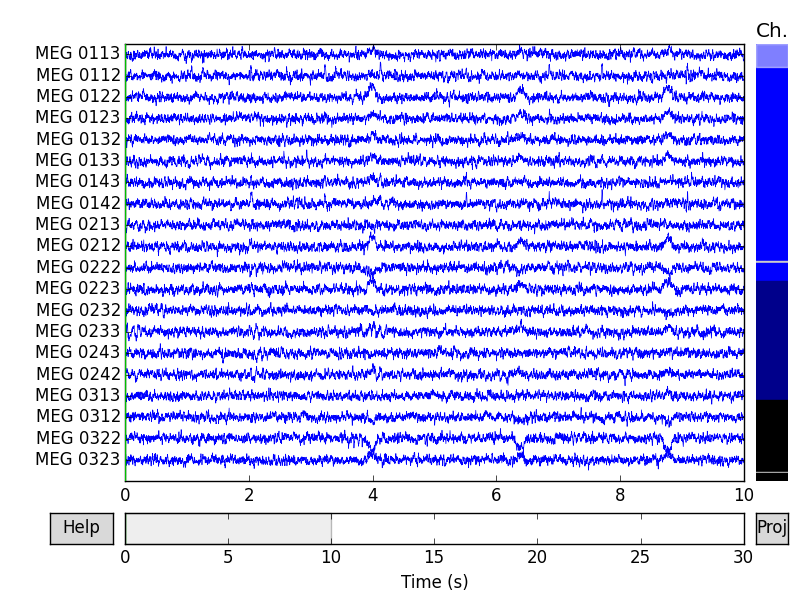 Ch.
MEG 0113
MEG 0112
MEG 0122
MEG 0123
MEG 0132
MEG 0133
MEG 0143
MEG 0142
MEG 0213
MEG 0212
MEG 0222
MEG 0223
MEG 0232
MEG 0233
MEG 0243
MEG 0242
MEG 0313
MEG 0312
MEG 0322
MEG 0323
0 2 4 6 8 10
Help Proj
0 5 10 15 20 25 30
Time (s)